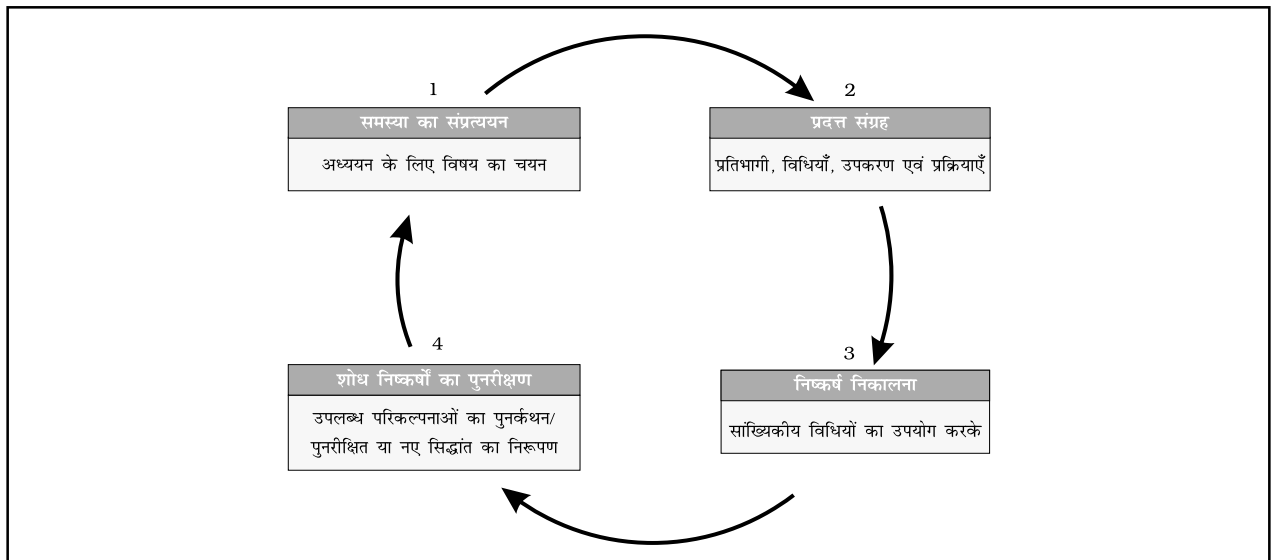 1
समस्या का संप्रत्ययन
अध्ययन के लिए विषय का चयन
2
प्रदत्त संग्रह
प्रतिभागी, विधियाँ, उपकरण एवं प्रक्रियाएँ
3
निष्कर्ष निकालना
सांख्यिकीय विधियों का उपयोग करके
4
शोध निष्कर्षों का पुनरीक्षण
उपलब्ध परिकल्पनाओं का पुनर्कथन/
पुनरीक्षित या नए सिद्धांत का निरूपण